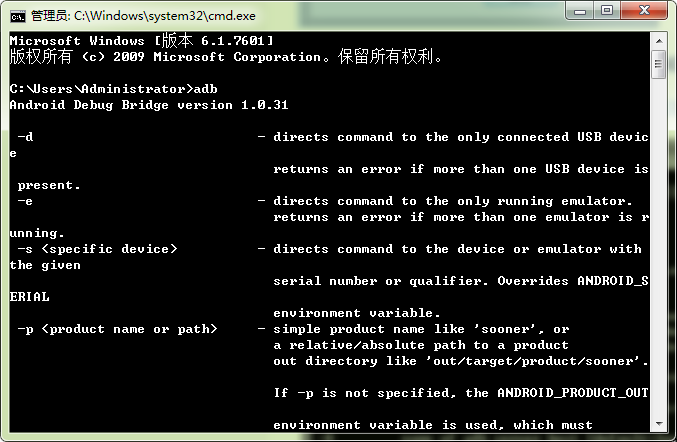 管理员: C:\Windows\system32\cmd.exe
Microsoft Windows [版本 6.1.7601]
版权所有 (c) 2009 Microsoft Corporation。保留所有权利。
C:\Users\Administrator>adb
Android Debug Bridge version 1.0.31
-d - directs command to the only connected USB devic
e
returns an error if more than one USB device is
present.
-e - directs command to the only running emulator.
returns an error if more than one emulator is r
unning.
-s <specific device> - directs command to the device or emulator with
the given
serial number or qualifier. Overrides ANDROID_S
ERIAL
environment variable.
-p <product name or path> - simple product name like 'sooner', or
a relative/absolute path to a product
out directory like 'out/target/product/sooner'.
If -p is not specified, the ANDROID_PRODUCT_OUT
environment variable is used, which must